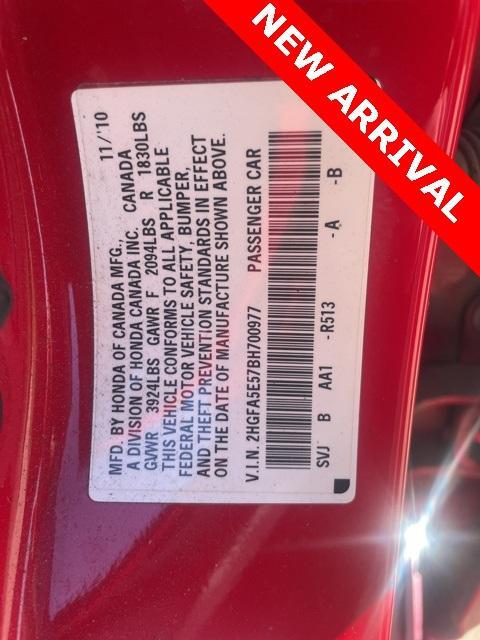 NEW ARRIVAL
MFD. BY HONDA OF CANADA MFG., 11/'10
A DIVISION OF HONDA CANADA INC. CANADA
GVWR 3924LBS GAWR F 2094LBS R 1830LBS
THIS VEHICLE CONFORMS TO ALL APPLICABLE
FEDERAL MOTOR VEHICLE SAFETY, BUMPER,
AND THEFT PREVENTION STANDARDS IN EFFECT
ON THE DATE OF MANUFACTURE SHOWN ABOVE.
V.I.N. 2HGFA5E57BH700977 PASSENGER CAR
SVJ B AA1 -R513 -A -B